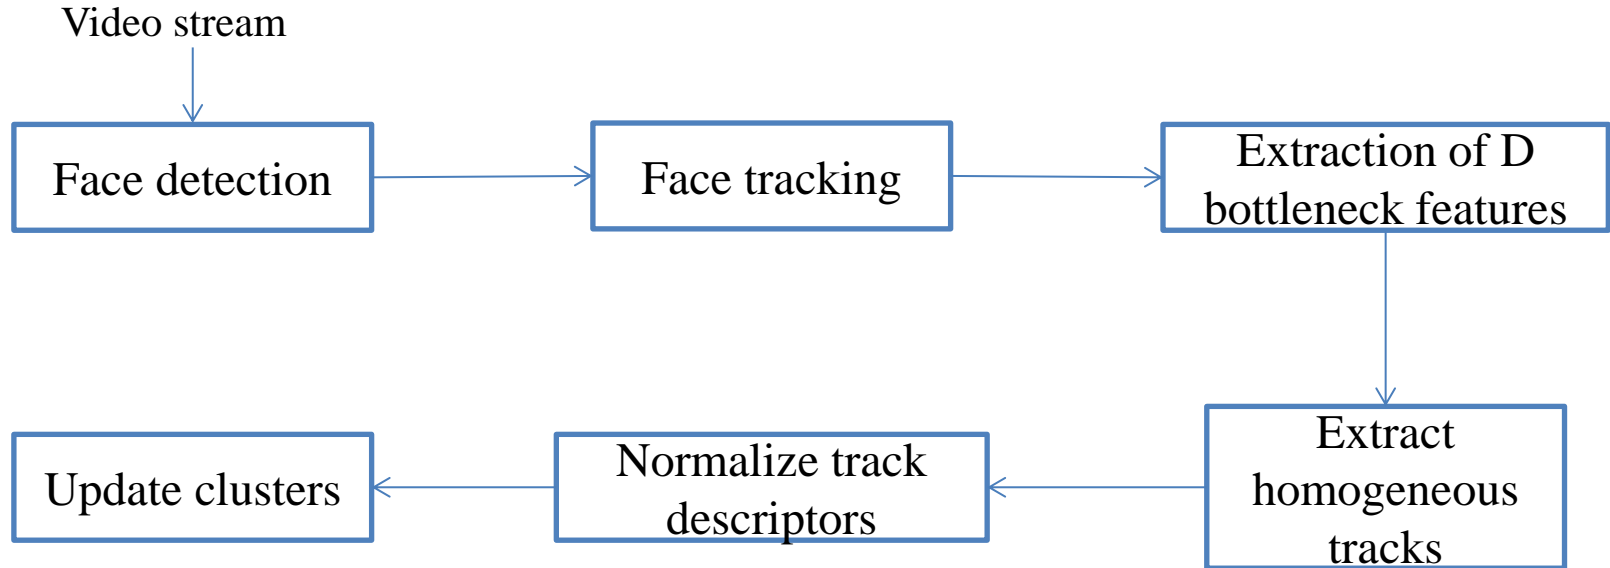 Video stream
Face detection
Face tracking
Extraction of D
bottleneck features
Extract
homogeneous
tracks
Normalize track
descriptors
Update clusters